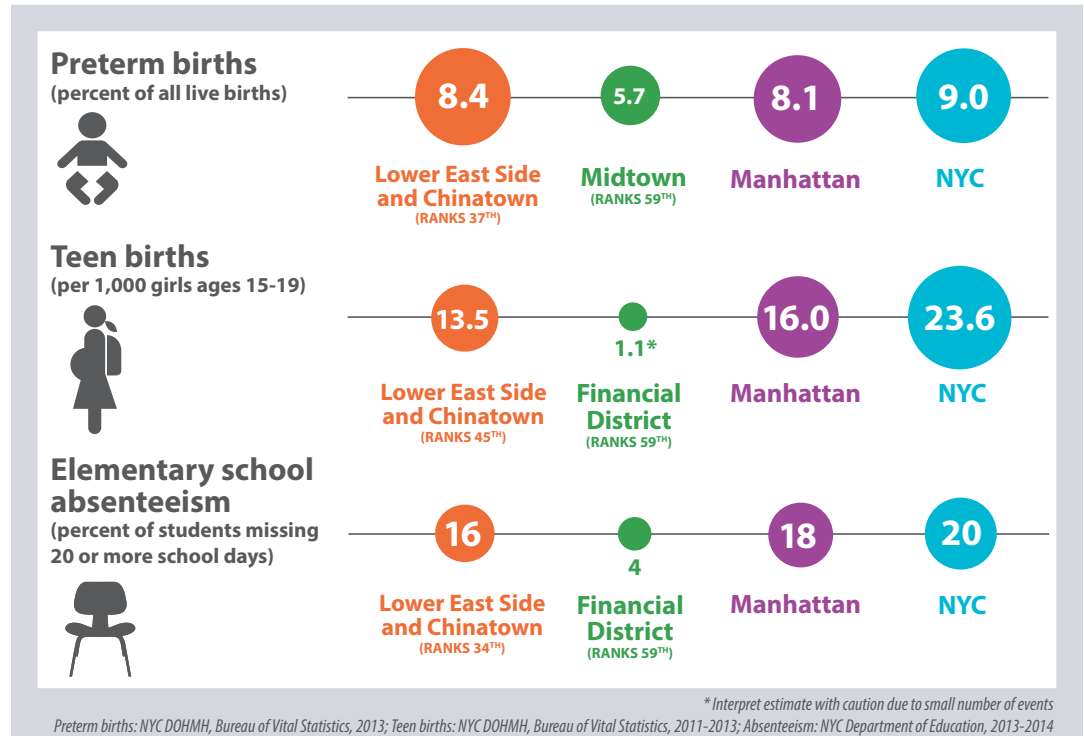 Preterm births
(percent of all live births)
8.4
5.7
8.1
9.0
Lower East Side
and Chinatown
(RANKS 37TH)
Midtown
(RANKS 59TH)
Manhattan
NYC
Teen births
(per 1,000 girls ages 15-19)
13.5
1.1*
16.0
23.6
Lower East Side
and Chinatown
(RANKS 45TH)
Financial
District
(RANKS 59TH)
Manhattan
NYC
Elementary school
absenteeism
(percent of students missing
20 or more school days)
16
4
18
20
Lower East Side
and Chinatown
(RANKS 34TH)
Financial
District
(RANKS 59TH)
Manhattan
NYC
* Interpret estimate with caution due to small number of events
Preterm births: NYC DOHMH, Bureau of Vital Statistics, 2013; Teen births: NYC DOHMH, Bureau of Vital Statistics, 2011-2013; Absenteeism: NYC Department of Education, 2013-2014